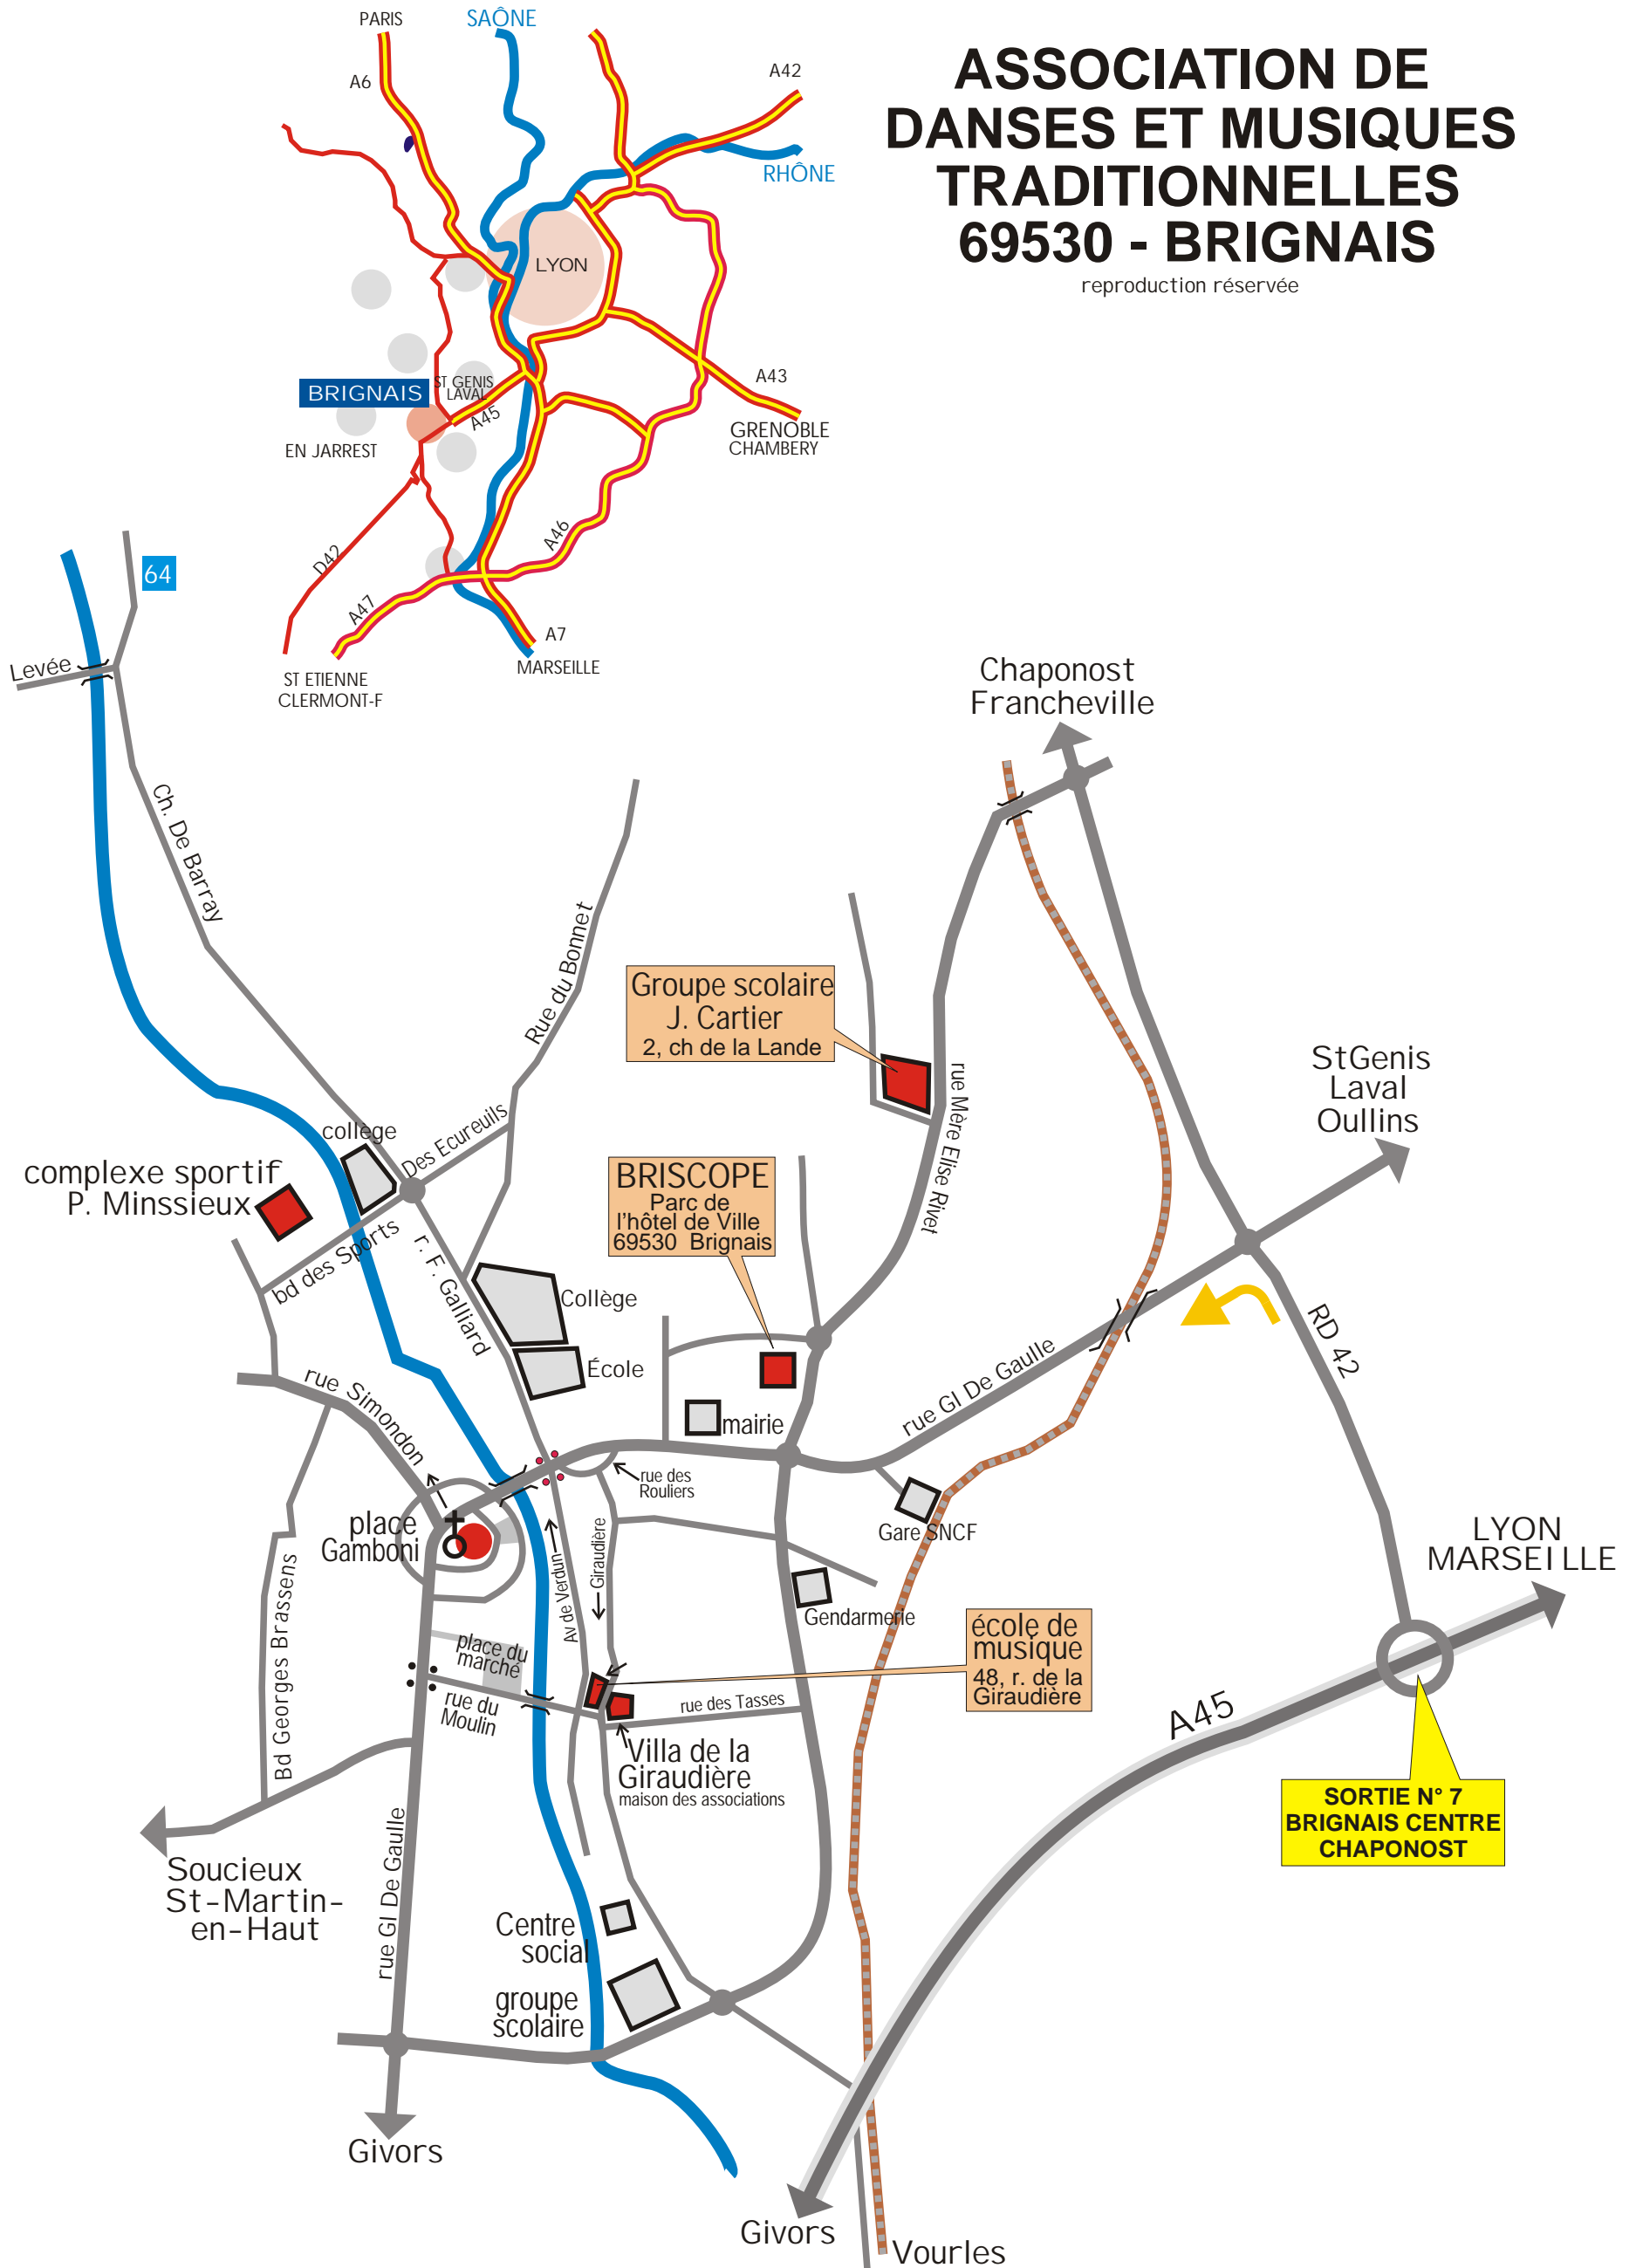 ASSOCIATION DE
DANSES ET MUSIQUES
TRADITIONNELLES
69530 - BRIGNAIS
reproduction réservée
PARIS
SAÔNE
A6
A42
RHÔNE
LYON
BRIGNAIS
ST GENIS
LAVAL
A45
A43
GRENOBLE
CHAMBERY
EN JARREST
D42
A46
A47
A7
MARSEILLE
ST ETIENNE
CLERMONT-F
64
Levée
Ch. De Barray
Chaponost
Francheville
Rue du Bonnet
Groupe scolaire
J. Cartier
2, ch de la Lande
rue Mère Elise Rivet
StGenis
Laval
Oullins
collège
Des Ecureuils
complexe sportif
P. Minssieux
bd des Sports
r. F. Galliard
BRISCOPE
Parc de
l'hôtel de Ville
69530 Brignais
Collège
École
mairie
rue Simondon
rue Gl De Gaulle
RD 42
rue des
Rouliers
Gare SNCF
place
Gamboni
Av de Verdun
Giraudière
Gendarmerie
LYON
MARSEILLE
Bd Georges Brassens
place du
marché
rue du
Moulin
école de
musique
48, r. de la
Giraudière
rue des Tasses
Villa de la
Giraudière
maison des associations
A45
SORTIE N° 7
BRIGNAIS CENTRE
CHAPONOST
Soucieux
St-Martin-
en-Haut
rue Gl De Gaulle
Centre
social
groupe
scolaire
Givors
Givors
Vourles